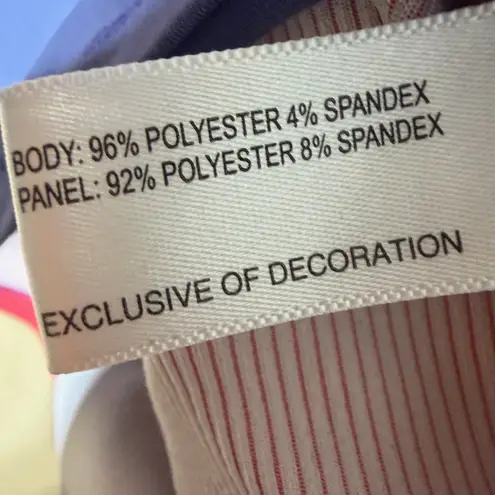 BODY: 96% POLYESTER 4% SPANDEX
PANEL: 92% POLYESTER 8% SPANDEX
EXCLUSIVE OF DECORATION